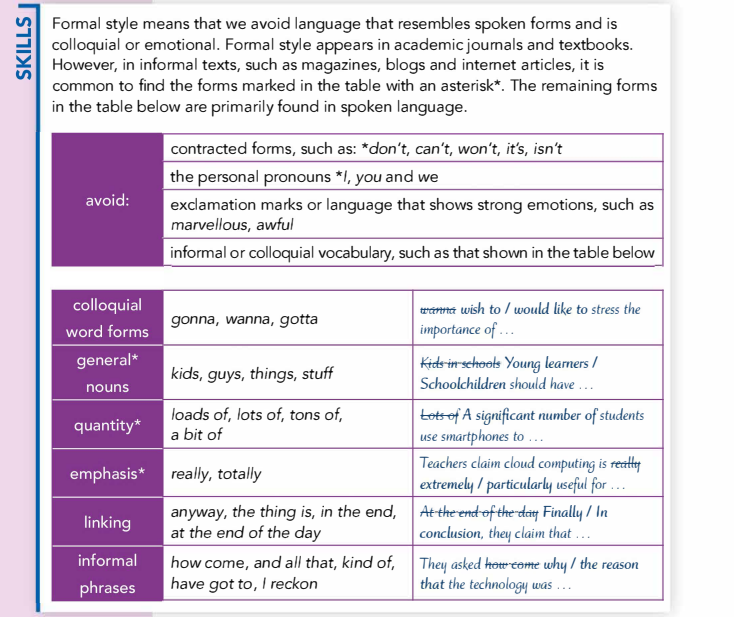 SKILLS
Formal style means that we avoid language that resembles spoken forms and is
colloquial or emotional. Formal style appears in academic journals and textbooks.
However, in informal texts, such as magazines, blogs and internet articles, it is
common to find the forms marked in the table with an asterisk*. The remaining forms
in the table below are primarily found in spoken language.
avoid:
contracted forms, such as: *don't, can't, won't, it's, isn't
the personal pronouns *I, you and we
exclamation marks or language that shows strong emotions, such as
marvellous, awful
informal or colloquial vocabulary, such as that shown in the table below
colloquial
word forms
gonna, wanna, gotta
wanna wish to / would like to stress the
importance of ...
general*
nouns
kids, guys, things, stuff
Kids in schools Young learners /
Schoolchildren should have ...
quantity*
loads of, lots of, tons of,
a bit of
Lots of A significant number of students
use smartphones to ...
emphasis*
really, totally
Teachers claim cloud computing is really
extremely / particularly useful for ...
linking
anyway, the thing is, in the end,
at the end of the day
At the end of the day Finally / In
conclusion, they claim that ...
informal
phrases
how come, and all that, kind of,
have got to, I reckon
They asked how come why / the reason
that the technology was ...